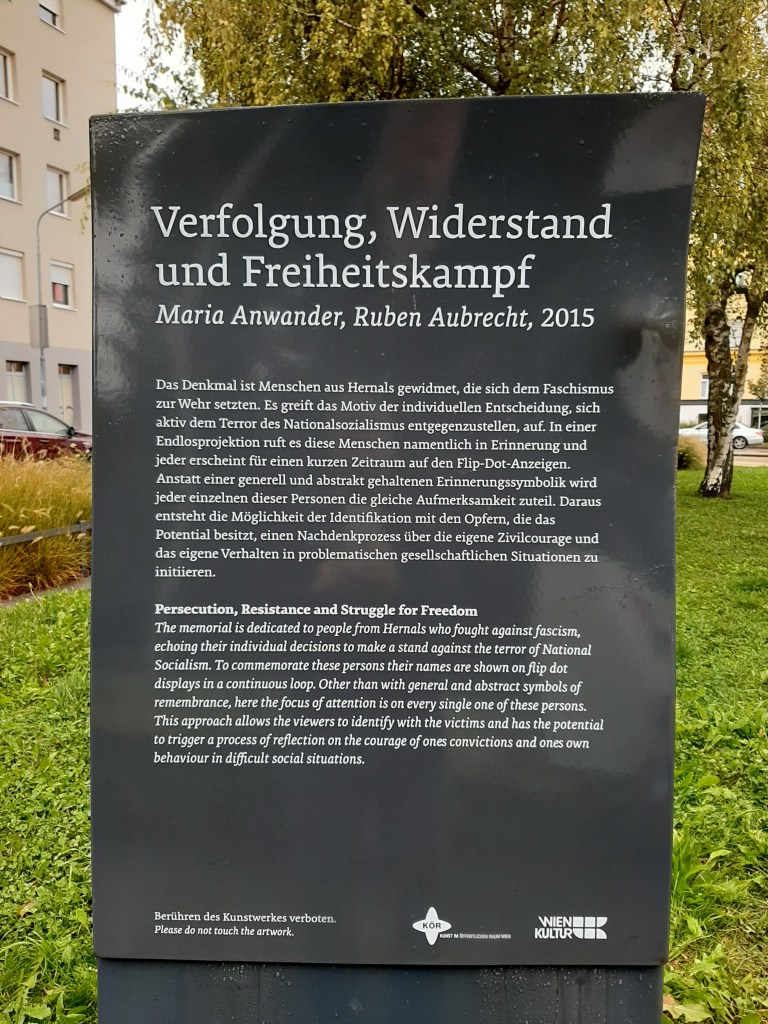 Verfolgung, Widerstand
und Freiheitskampf
Maria Anwander, Ruben Aubrecht, 2015
Das Denkmal ist Menschen aus Hernals gewidmet, die sich dem Faschismus
zur Wehr setzten. Es greift das Motiv der individuellen Entscheidung, sich
aktiv dem Terror des Nationalsozialismus entgegenzustellen, auf. In einer
Endlosprojektion ruft es diese Menschen namentlich in Erinnerung und
jeder erscheint für einen kurzen Zeitraum auf den Flip-Dot-Anzeigen.
Anstatt einer generell und abstrakt gehaltenen Erinnerungssymbolik wird
jeder einzelnen dieser Personen die gleiche Aufmerksamkeit zuteil. Daraus
entsteht die Möglichkeit der Identifikation mit den Opfern, die das
Potential besitzt, einen Nachdenkprozess über die eigene Zivilcourage und
das eigene Verhalten in problematischen gesellschaftlichen Situationen zu
initiieren.
Persecution, Resistance and Struggle for Freedom
The memorial is dedicated to people from Hernals who fought against fascism,
echoing their individual decisions to make a stand against the terror of National
Socialism. To commemorate these persons their names are shown on flip dot
displays in a continuous loop. Other than with general and abstract symbols of
remembrance, here the focus of attention is on every single one of these persons.
This approach allows the viewers to identify with the victims and has the potential
to trigger a process of reflection on the courage of ones convictions and ones own
behaviour in difficult social situations.
Berühren des Kunstwerkes verboten.
Please do not touch the artwork.
KÖR
KUNST IM ÖFFENTLICHEN RAUM WIEN
WIEN
KULTUR